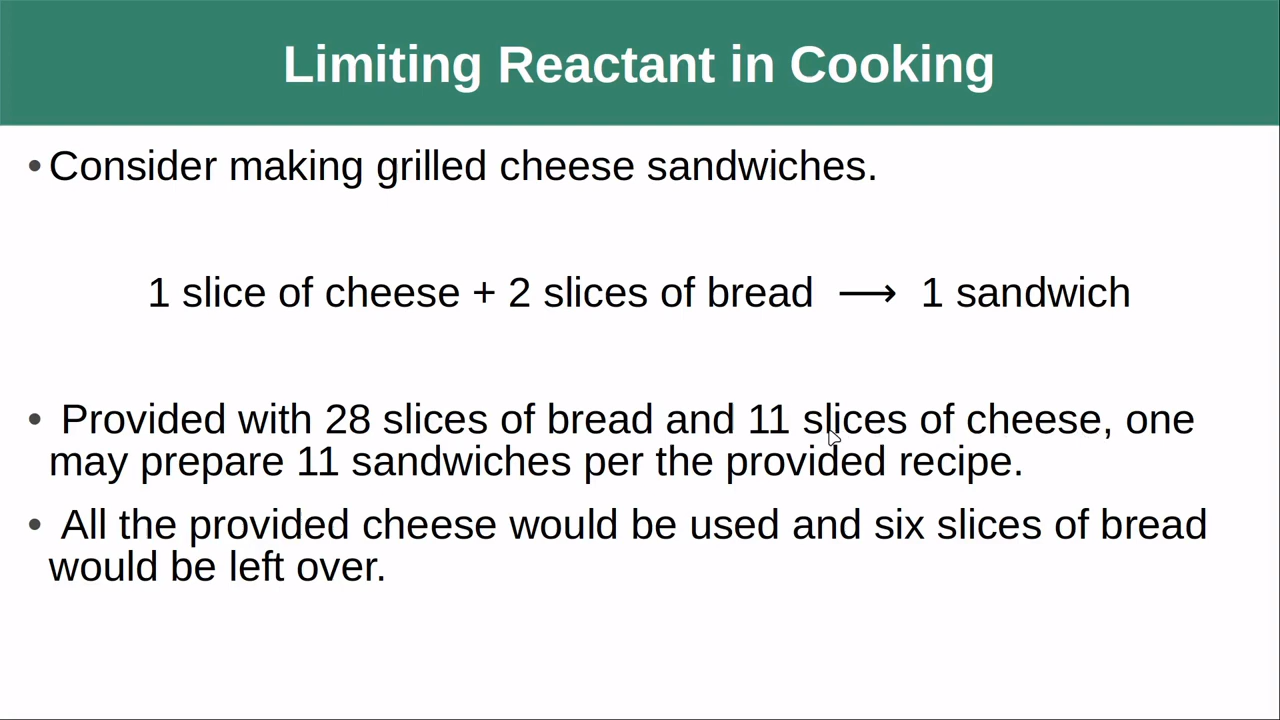 Limiting Reactant in Cooking
•Consider making grilled cheese sandwiches.
1 slice of cheese + 2 slices of bread ⟶ 1 sandwich
• Provided with 28 slices of bread and 11 slices of cheese, one
may prepare 11 sandwiches per the provided recipe.
• All the provided cheese would be used and six slices of bread
would be left over.